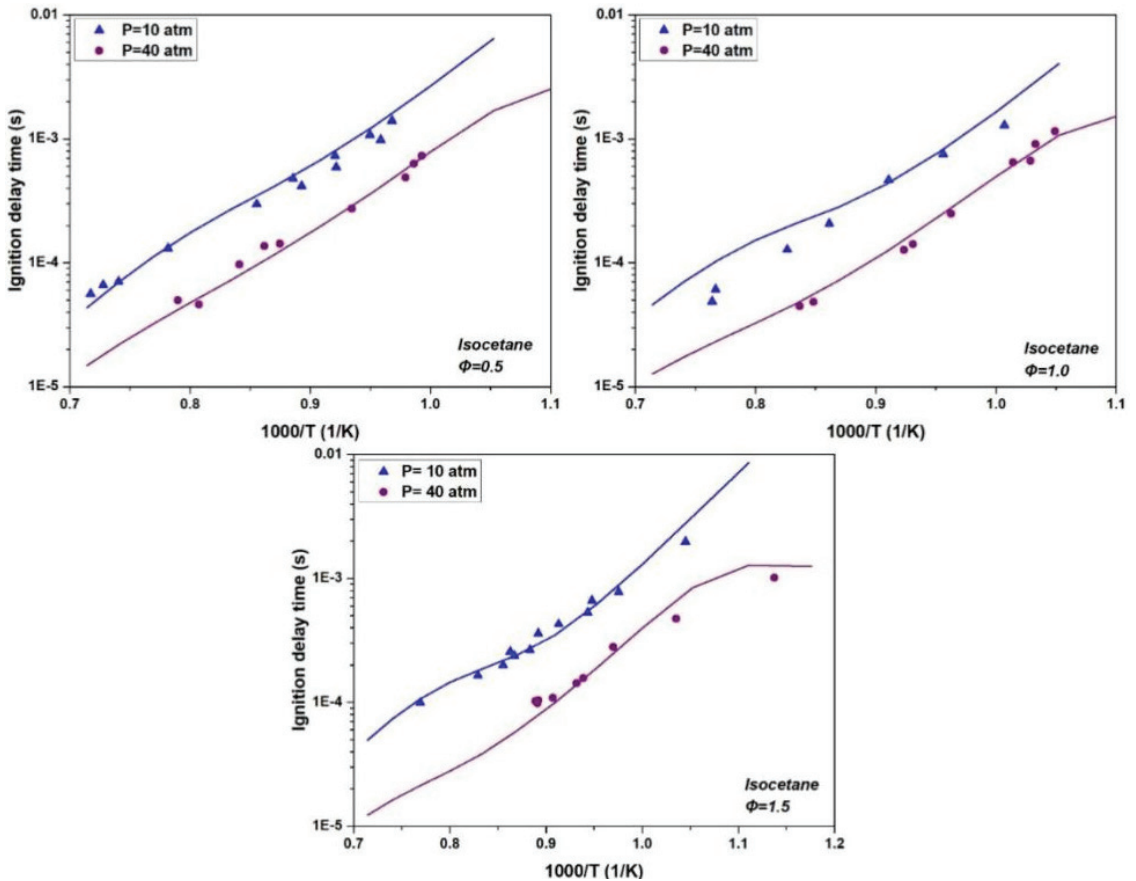 0.01
P=10 atm
P=40 atm
1E-3
1E-4
1E-5
Ignition delay time (s)
Isocetane
Φ=0.5
0.7 0.8 0.9 1.0 1.1
1000/T (1/K)
0.01
P=10 atm
P=40 atm
1E-3
1E-4
1E-5
Ignition delay time (s)
Isocetane
Φ=1.0
0.7 0.8 0.9 1.0 1.1
1000/T (1/K)
0.01
P= 10 atm
P= 40 atm
1E-3
1E-4
1E-5
Ignition delay time (s)
Isocetane
Φ=1.5
0.7 0.8 0.9 1.0 1.1 1.2
1000/T (1/K)